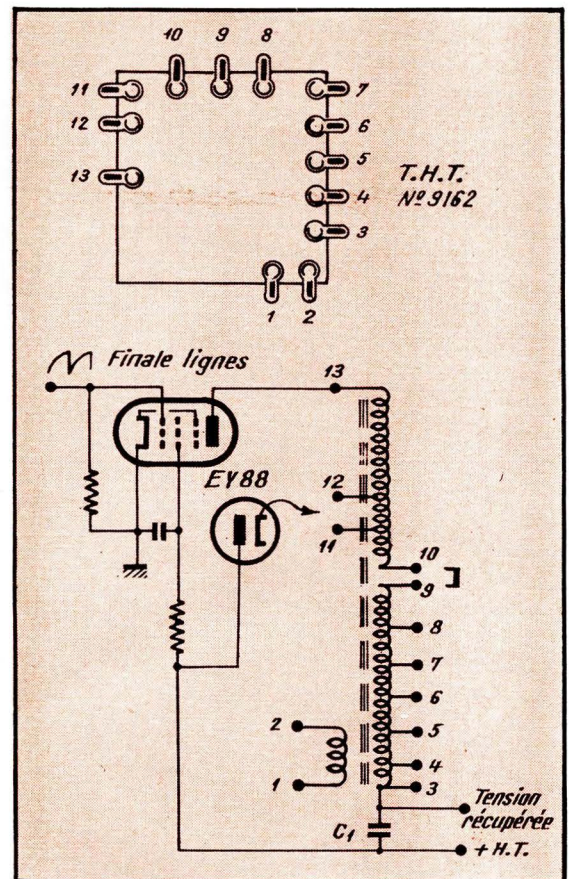 10 9 8
11 7
12 6
5
13 4
3
T.H.T.
Nº 9162
1 2
Finale lignes
13
EY88
12
11
10
9
8
7
6
2 5
4
1 3
Tension
récupérée
C1
+ H.T.